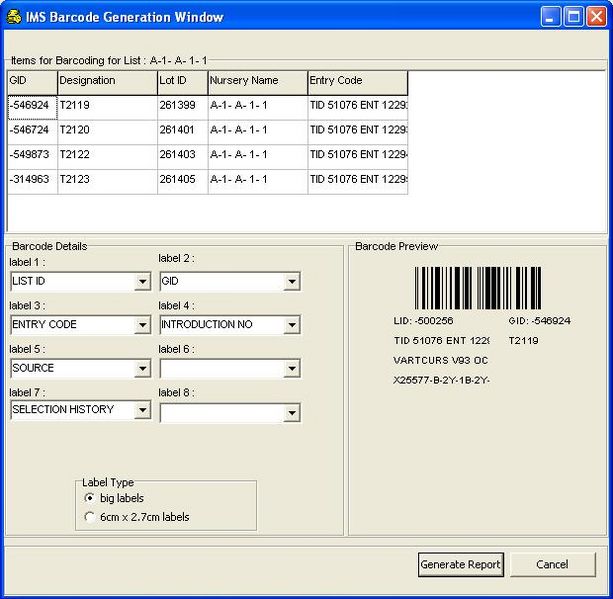 IMS Barcode Generation Window
Items for Barcoding for List : A-1- A- 1- 1
GID Designation Lot ID Nursery Name Entry Code
-546924 T2119 261399 A-1- A- 1- 1 TID 51076 ENT 1229
-546724 T2120 261401 A-1- A- 1- 1 TID 51076 ENT 1229
-549873 T2122 261403 A-1- A- 1- 1 TID 51076 ENT 1229
-314963 T2123 261405 A-1- A- 1- 1 TID 51076 ENT 1229
Barcode Details
label 1 : label 2 :
LIST ID GID
label 3 : label 4 :
ENTRY CODE INTRODUCTION NO
label 5 : label 6 :
SOURCE
label 7 : label 8 :
SELECTION HISTORY
Label Type
big labels
6cm x 2.7cm labels
Barcode Preview
LID: -500256 GID: -546924
TID 51076 ENT 1229 T2119
VARTCURS V93 OC
X25577-B-2Y-1B-2Y-
Generate Report Cancel